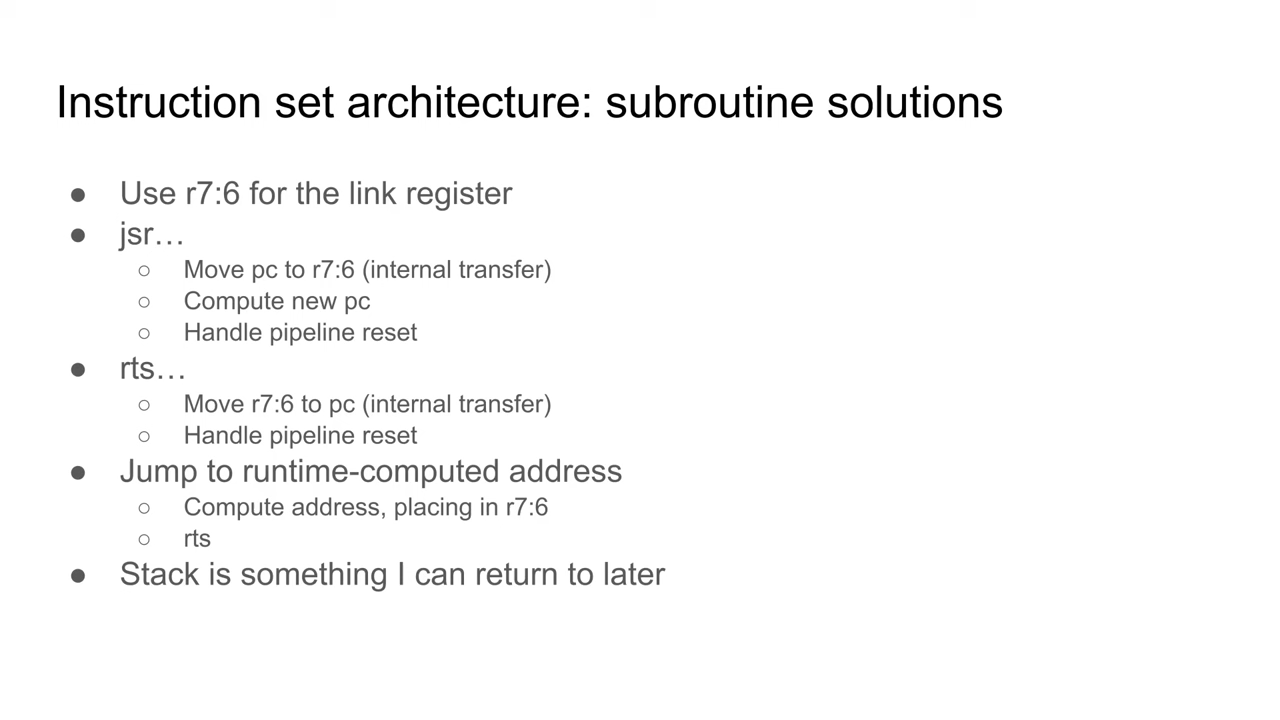 Instruction set architecture: subroutine solutions
● Use r7:6 for the link register
● jsr…
○ Move pc to r7:6 (internal transfer)
○ Compute new pc
○ Handle pipeline reset
● rts…
○ Move r7:6 to pc (internal transfer)
○ Handle pipeline reset
● Jump to runtime-computed address
○ Compute address, placing in r7:6
○ rts
● Stack is something I can return to later